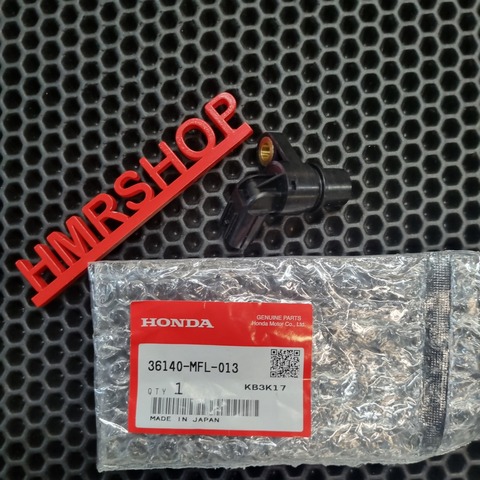 HMRSHOP
HONDA
GENUINE PARTS
Honda Motor Co., Ltd.
36140-MFL-013
QTY 1
KB3K17
MADE IN JAPAN